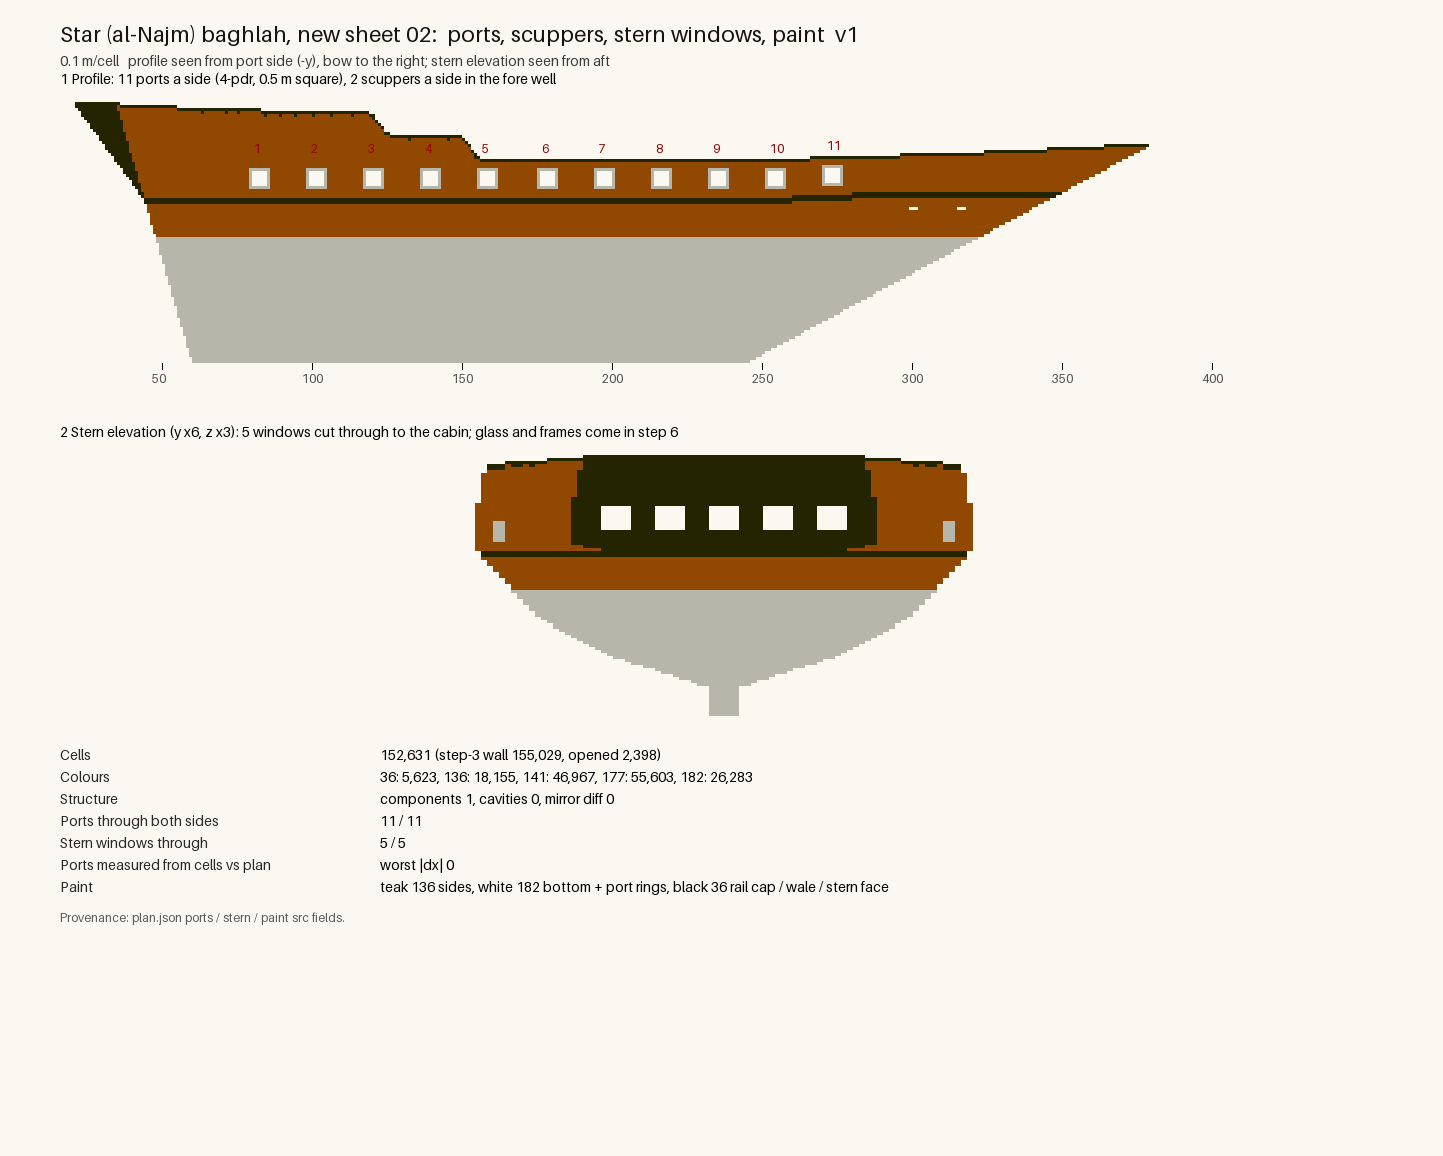 Star (al-Najm) baghlah, new sheet 02: ports, scuppers, stern windows, paint v1
0.1 m/cell profile seen from port side (-y), bow to the right; stern elevation seen from aft
1 Profile: 11 ports a side (4-pdr, 0.5 m square), 2 scuppers a side in the fore well
1 2 3 4 5 6 7 8 9 10 11
50 100 150 200 250 300 350 400
2 Stern elevation (y x6, z x3): 5 windows cut through to the cabin; glass and frames come in step 6
Cells 152,631 (step-3 wall 155,029, opened 2,398)
Colours 36: 5,623, 136: 18,155, 141: 46,967, 177: 55,603, 182: 26,283
Structure components 1, cavities 0, mirror diff 0
Ports through both sides 11 / 11
Stern windows through 5 / 5
Ports measured from cells vs plan worst |dx| 0
Paint teak 136 sides, white 182 bottom + port rings, black 36 rail cap / wale / stern face
Provenance: plan.json ports / stern / paint src fields.